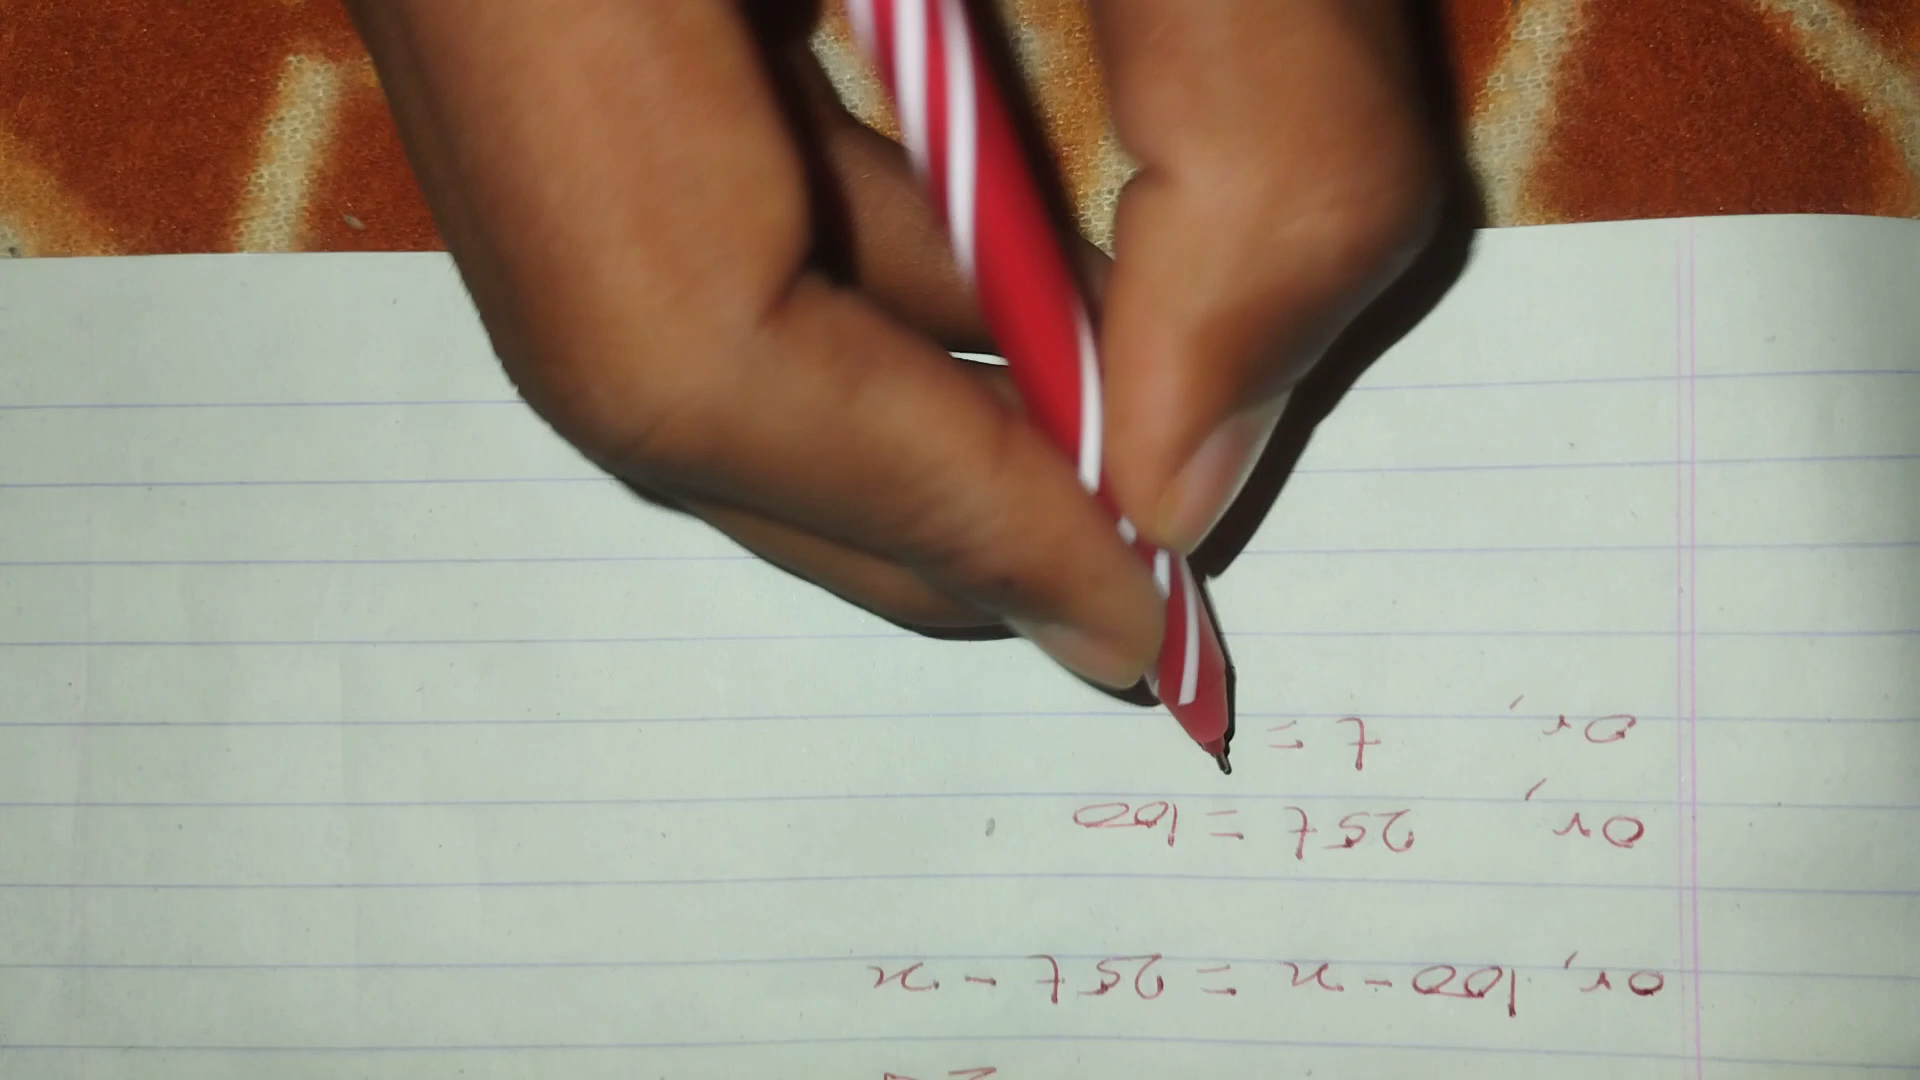 or, 100 - x = 25t - x
or, 25t = 100
or, t =